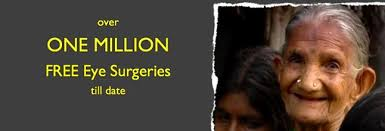 over
ONE MILLION
FREE Eye Surgeries
till date